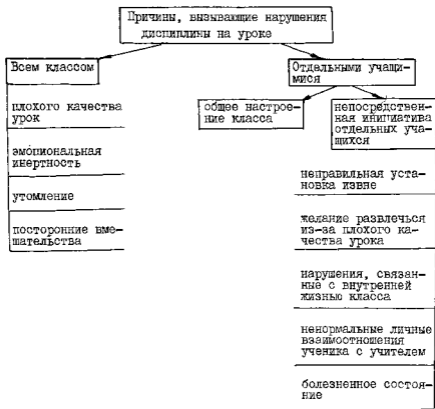 Причины, вызывающие нарушения
дисциплины на уроке
Всем классом
Отдельными учащи-
мися
плохого качества
урок
эмоциональная
инертность
утомление
посторонние вме-
шательства
общее настрое-
ние класса
непосредствен-
ная инициатива
отдельных уча-
щихся
неправильная уста-
новка извне
желание развлечься
из-за плохого ка-
чества урока
нарушения, связан-
ные с внутренней
жизнью класса
ненормальные личные
взаимоотношения
ученика с учителем
болезненное состоя-
ние